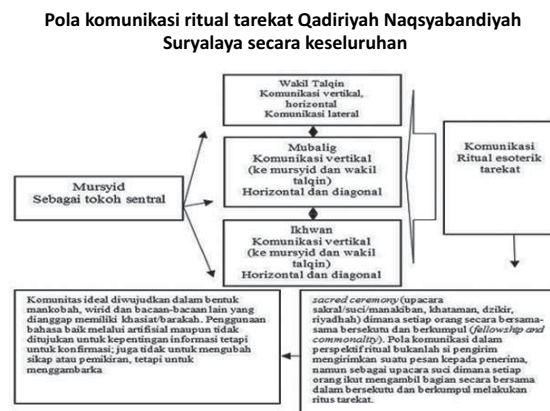 Pola komunikasi ritual tarekat Qadiriyah Naqsyabandiyah
Suryalaya secara keseluruhan
Wakil Talqin
Komunikasi vertikal,
horizontal
Komunikasi lateral
Mubalig
Komunikasi vertikal
(ke mursyid dan wakil
talqin)
Horizontal dan diagonal
Komunikasi
Ritual esoterik
tarekat
Mursyid
Sebagai tokoh sentral
Ikhwan
Komunikasi vertikal
(ke mursyid dan wakil
talqin)
Horizontal dan diagonal
Komunitas ideal diwujudkan dalam bentuk
mankobah, wirid dan bacaan-bacaan lain yang
dianggap memiliki khasiat/barakah. Penggunaan
bahasa baik melalui artifisial maupun tidak
ditujukan untuk kepentingan informasi tetapi
untuk konfirmasi; juga tidak untuk mengubah
sikap atau pemikiran, tetapi untuk
menggambarka
sacred ceremony (upacara
sakral/suci/manakiban, khataman, dzikir,
riyadhah) dimana setiap orang secara bersama-
sama bersekutu dan berkumpul (fellowship and
commonality). Pola komunikasi dalam
perspektif ritual bukanlah si pengirim
mengirimkan suatu pesan kepada penerima,
namun sebagai upacara suci dimana setiap
orang ikut mengambil bagian secara bersama
dalam bersekutu dan berkumpul melakukan
ritus tarekat.